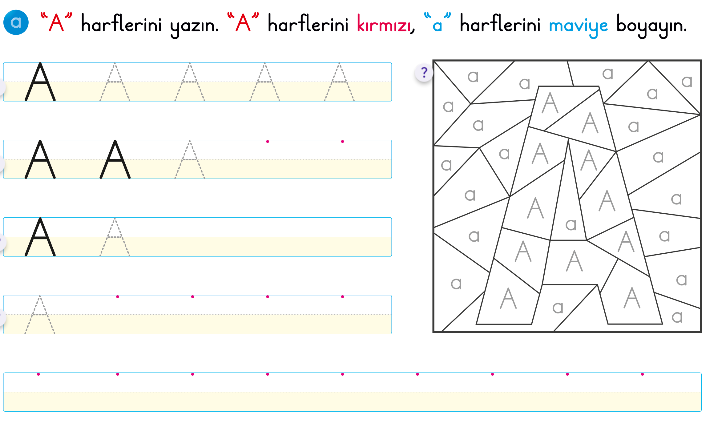 a "A" harflerini yazın. "A" harflerini kırmızı, "a" harflerini maviye boyayın.
A A A A A
A A A
A A
A
?
a a a a a
A
a A a
a a A A a
a A a A a
a A A a
a A A a
a A a A a